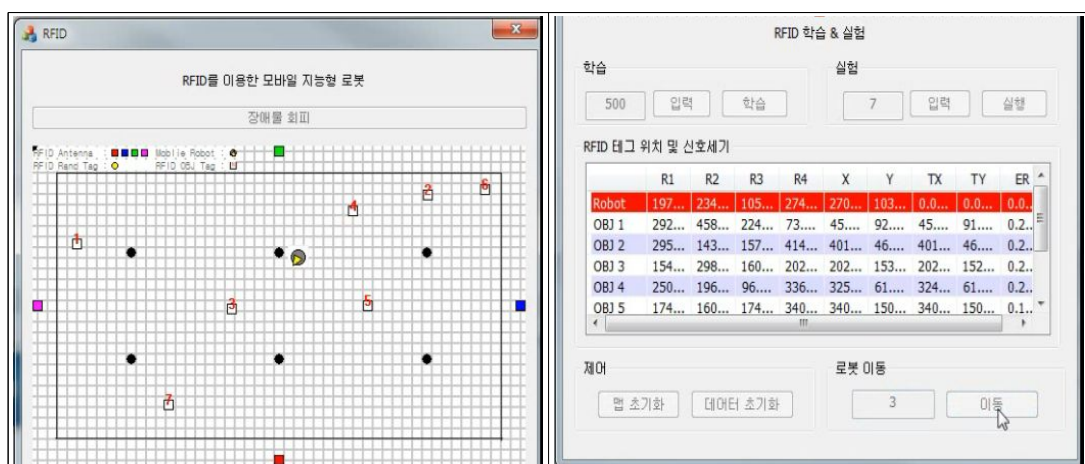 RFID
RFID를 이용한 모바일 지능형 로봇
장애물 회피
RFID Antenna : Moblie Robot :
RFID Rend Tag : RFID OBJ Tag :
6
2
4
1
3
5
7
RFID 학습 & 실험
학습
실험
500 입력 학습
7 입력 실행
RFID 테그 위치 및 신호세기
R1 R2 R3 R4 X Y TX TY ER
Robot 197... 234... 105... 274... 270... 103... 0.0... 0.0... 0.0..
OBJ 1 292... 458... 224... 73.... 45.... 92.... 45.... 91.... 0.2..
OBJ 2 295... 143... 157... 414... 401... 46.... 401... 46.... 0.2..
OBJ 3 154... 298... 160... 202... 202... 153... 202... 152... 0.2..
OBJ 4 250... 196... 96.... 336... 325... 61.... 324... 61.... 0.2..
OBJ 5 174... 160... 174... 340... 340... 150... 340... 150... 0.1..
제어
로봇 이동
맵 초기화 데이터 초기화
3 이동